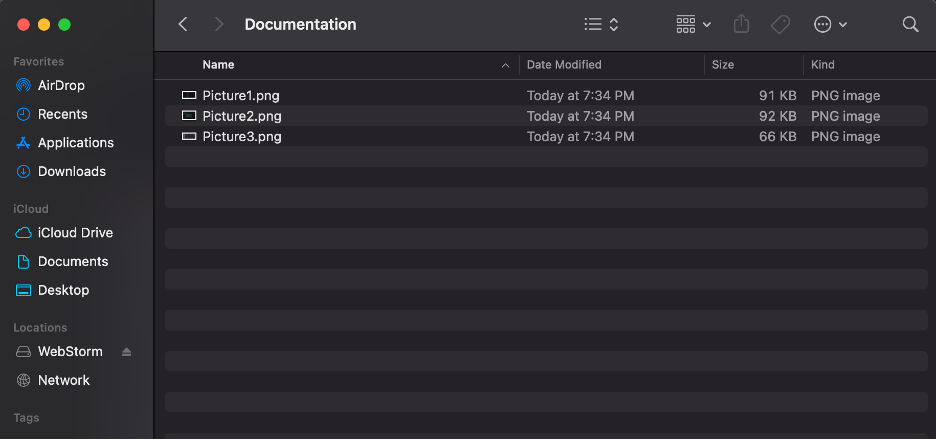 Documentation
Favorites
AirDrop
Recents
Applications
Downloads
iCloud
iCloud Drive
Documents
Desktop
Locations
WebStorm
Network
Tags
Name Date Modified Size Kind
Picture1.png Today at 7:34 PM 91 KB PNG image
Picture2.png Today at 7:34 PM 92 KB PNG image
Picture3.png Today at 7:34 PM 66 KB PNG image